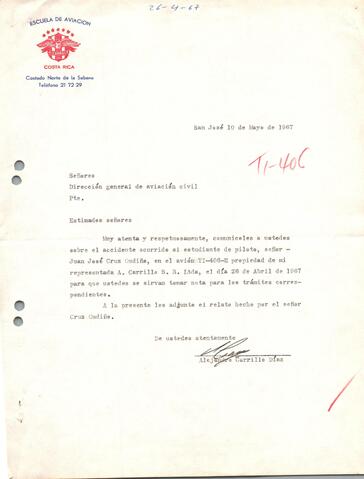 26-4-67
ESCUELA DE AVIACION
COSTA RICA
Costado Norte de la Sabana
Teléfono 21 72 29
San José 10 de Mayo de 1967
TI-406
Señores
Dirección general de aviación civil
Pte.
Estimados señores
Muy atenta y respetuosamente, comunícoles a ustedes
sobre el accidente ocurrido al estudiante de piloto, señor -
Juan José Cruz Ondiño, en el avión TI-406-E propiedad de mi
representada A. Carrillo S. R. Ltda, el día 26 de Abril de 1967
para que ustedes se sirvan tomar nota para los trámites corres-
pondientes.
A la presente les adjunto el relato hecho por el señor
Cruz Ondiño.
De ustedes atentamente
Alejandro Carrillo Díaz